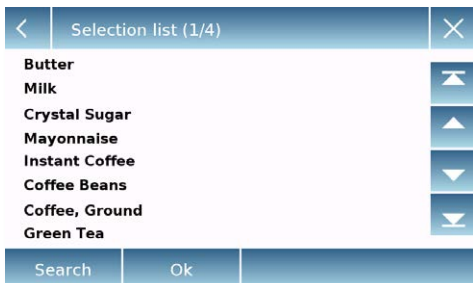 Selection list (1/4)
Butter
Milk
Crystal Sugar
Mayonnaise
Instant Coffee
Coffee Beans
Coffee, Ground
Green Tea
Search
Ok